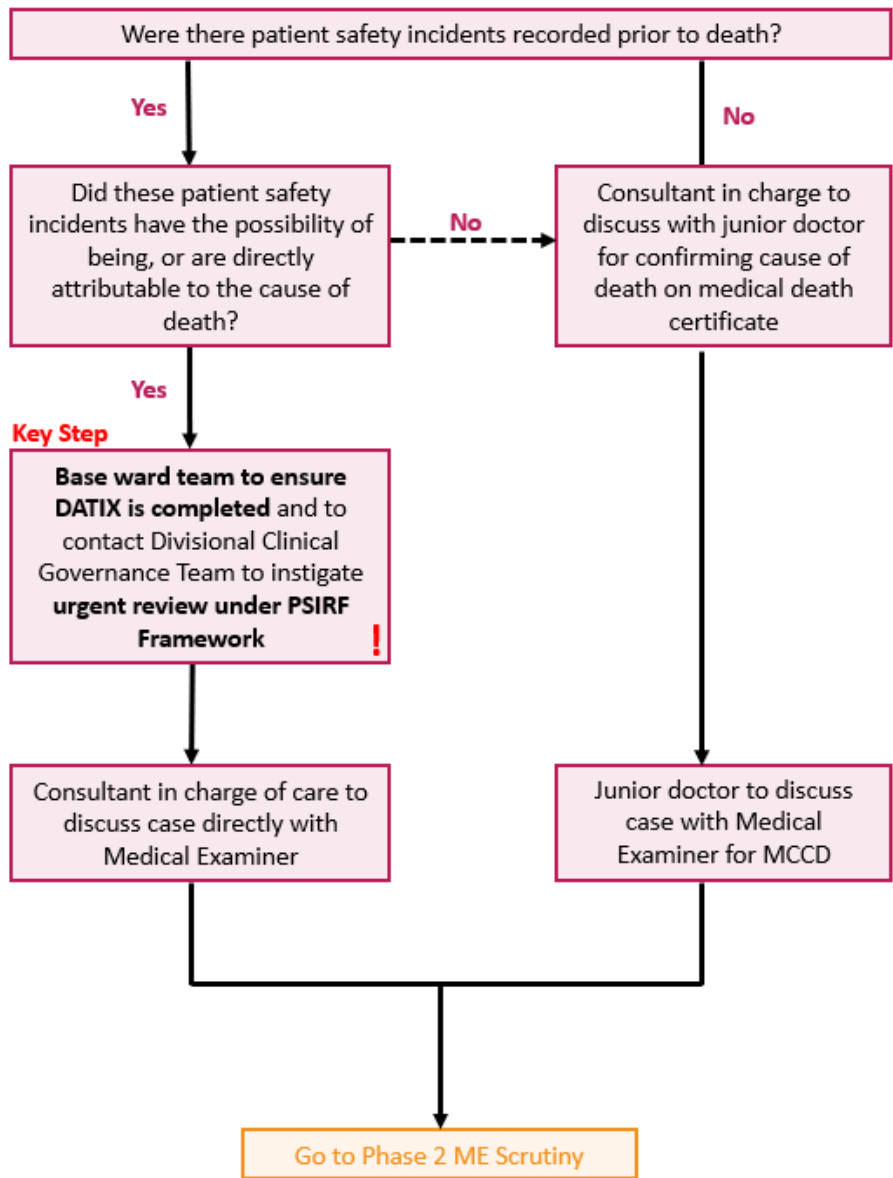 Were there patient safety incidents recorded prior to death?
Yes
No
Did these patient safety
incidents have the possibility of
being, or are directly
attributable to the cause of
death?
No
Consultant in charge to
discuss with junior doctor
for confirming cause of
death on medical death
certificate
Yes
Key Step
Base ward team to ensure
DATIX is completed and to
contact Divisional Clinical
Governance Team to instigate
urgent review under PSIRF
Framework
!
Consultant in charge of care to
discuss case directly with
Medical Examiner
Junior doctor to discuss
case with Medical
Examiner for MCCD
Go to Phase 2 ME Scrutiny